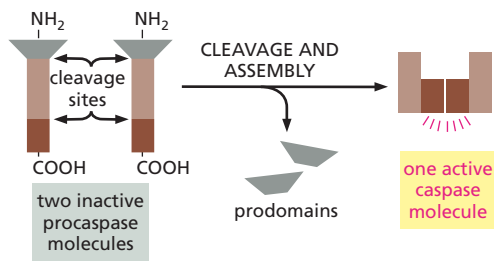 NH2 NH2
cleavage
sites
COOH COOH
two inactive
procaspase
molecules
CLEAVAGE AND
ASSEMBLY
prodomains
one active
caspase
molecule